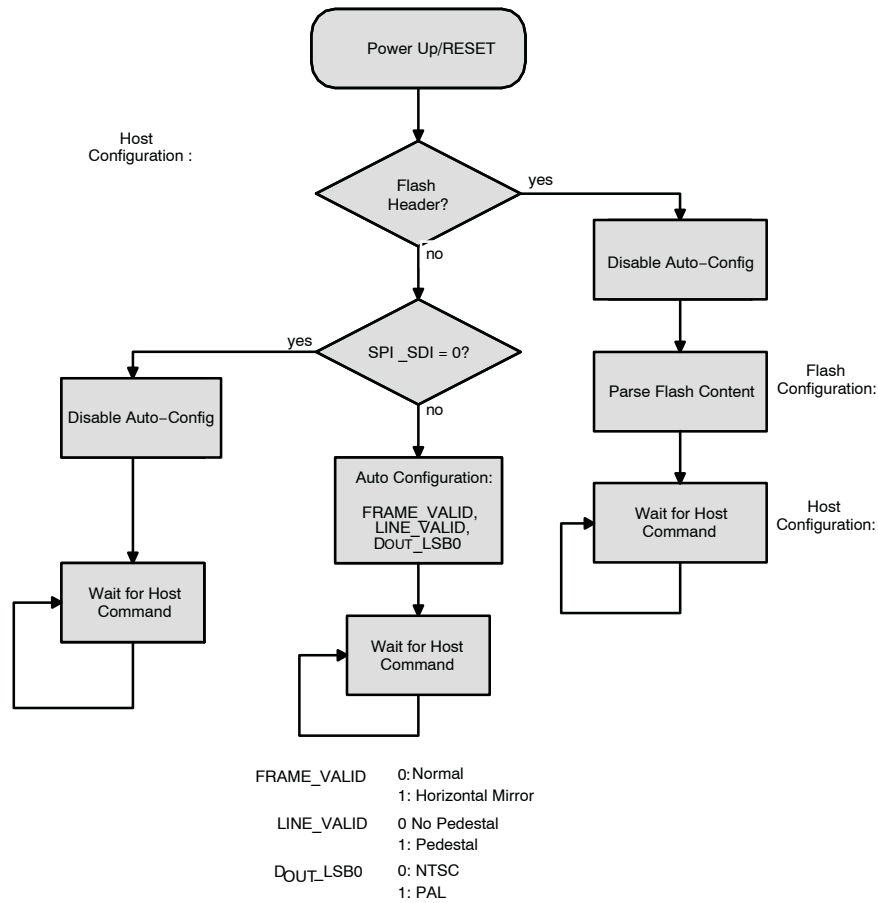 Power Up/RESET
Host
Configuration :
Flash
Header?
yes
no
Disable Auto−Config
yes
SPI _SDI = 0?
Parse Flash Content
Flash
Configuration:
Disable Auto−Config
no
Auto Configuration:
FRAME_VALID,
LINE_VALID,
DOUT_LSB0
Wait for Host
Command
Host
Configuration:
Wait for Host
Command
Wait for Host
Command
FRAME_VALID 0: Normal
1: Horizontal Mirror
LINE_VALID 0 No Pedestal
1: Pedestal
DOUT_LSB0 0: NTSC
1: PAL